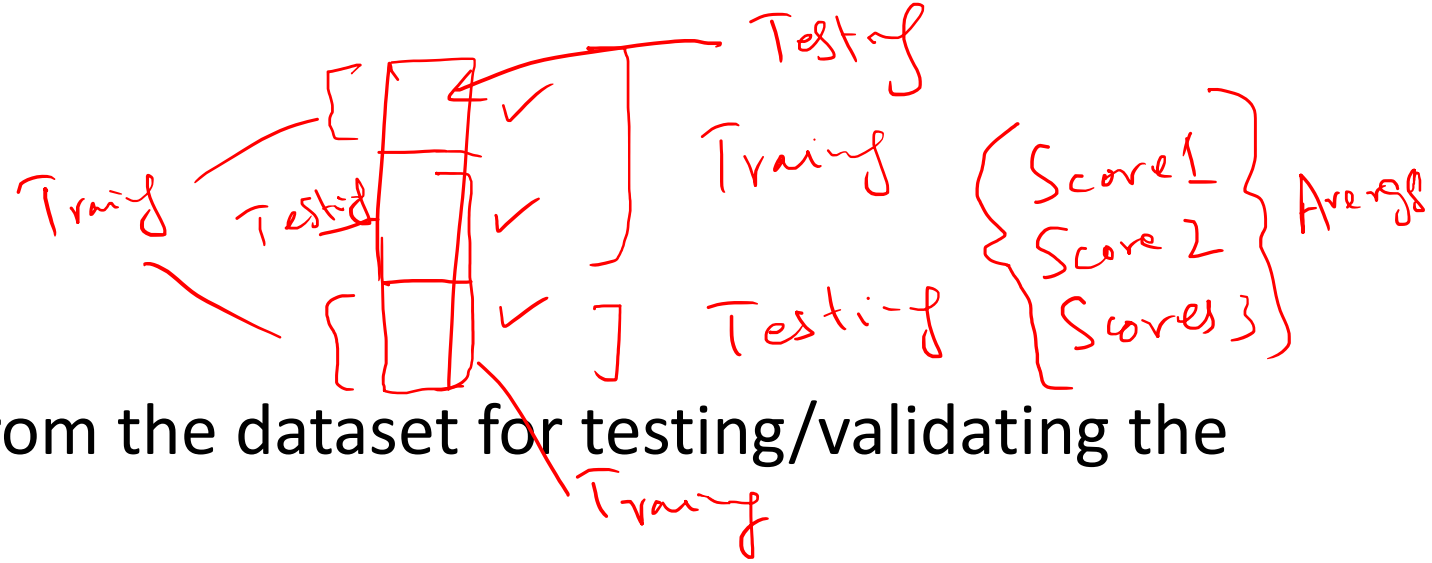 Testing
Training
Training
Testing
Score 1
Score 2
Scores 3
Average
Testing
rom the dataset for testing/validating the
Training